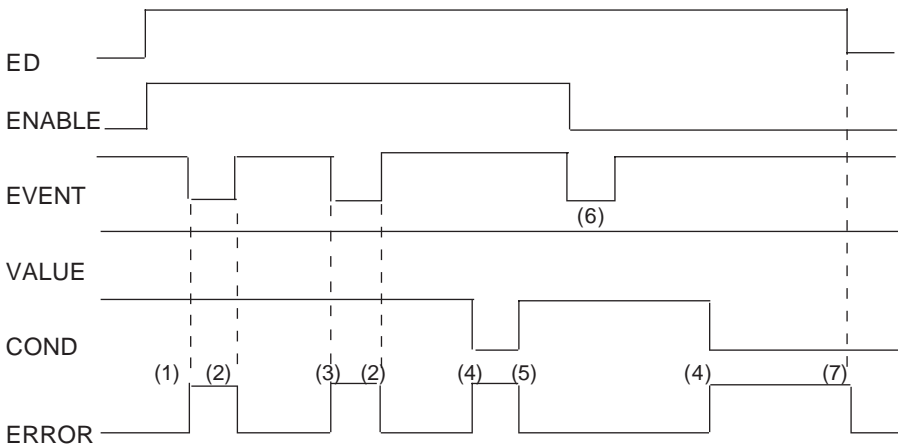 ED
ENABLE
EVENT
(6)
VALUE
COND
(1) (2) (3) (2) (4) (5) (4) (7)
ERROR